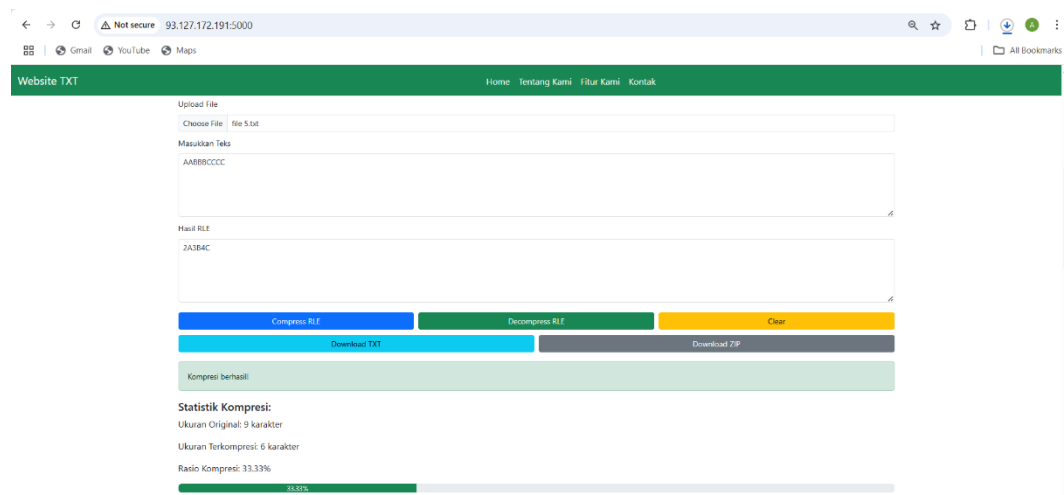 Not secure 93.127.172.191:5000
Gmail YouTube Maps All Bookmarks
Website TXT Home Tentang Kami Fitur Kami Kontak
Upload File
Choose File file 5.txt
Masukkan Teks
AABBBCCCC
Hasil RLE
2A3B4C
Compress RLE Decompress RLE Clear
Download TXT Download ZIP
Kompresi berhasil!
Statistik Kompresi:
Ukuran Original: 9 karakter
Ukuran Terkompresi: 6 karakter
Rasio Kompresi: 33.33%
33.33%